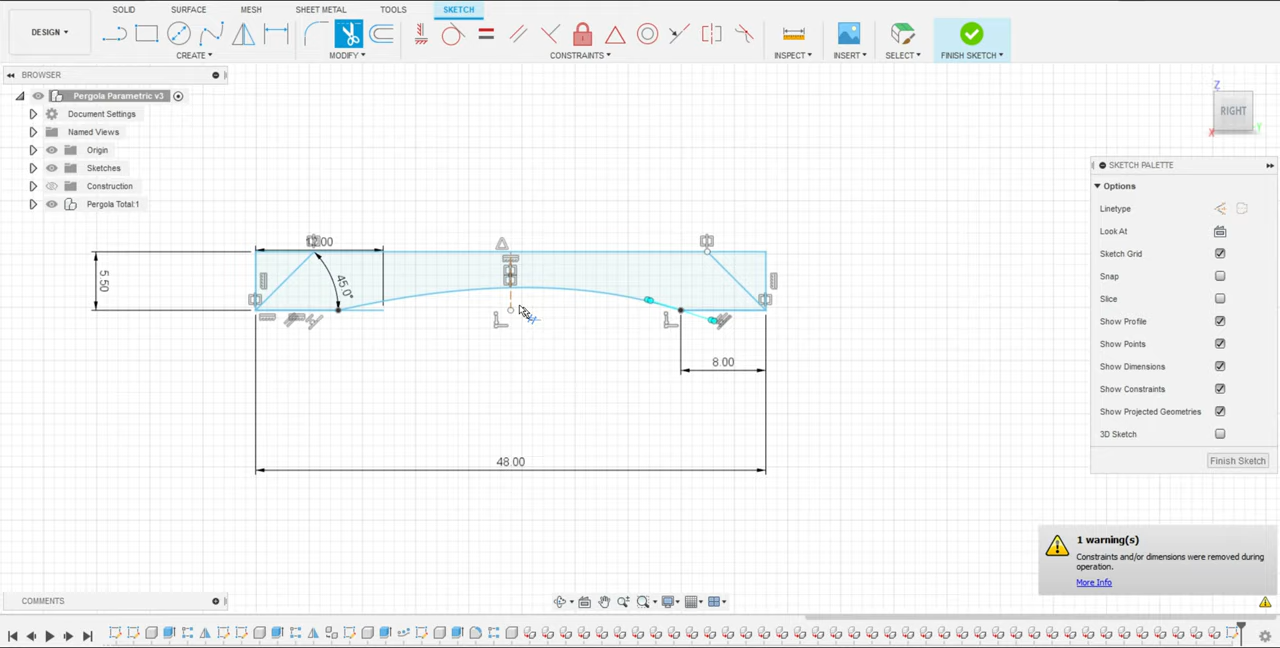 SOLID SURFACE MESH SHEET METAL TOOLS SKETCH
DESIGN
CREATE MODIFY CONSTRAINTS INSPECT INSERT SELECT FINISH SKETCH
BROWSER
Pergola Parametric v3
Document Settings
Named Views
Origin
Sketches
Construction
Pergola Total:1
Z
RIGHT
X
Y
SKETCH PALETTE
Options
Linetype
Look At
Sketch Grid
Snap
Slice
Show Profile
Show Points
Show Dimensions
Show Constraints
Show Projected Geometries
3D Sketch
Finish Sketch
12.00
5.50
45.0°
8.00
48.00
1 warning(s)
Constraints and/or dimensions were removed during
operation.
More Info
COMMENTS